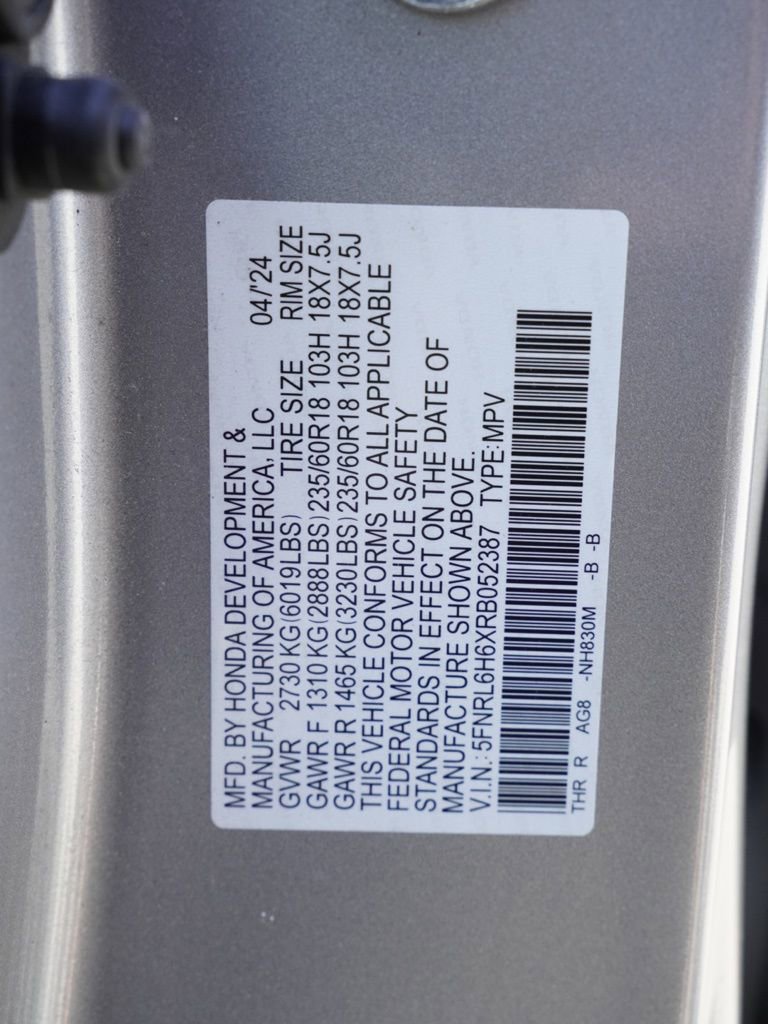 MFD. BY HONDA DEVELOPMENT &
MANUFACTURING OF AMERICA, LLC 04/'24
GVWR 2730 KG(6019LBS) TIRE SIZE RIM SIZE
GAWR F 1310 KG(2888LBS)235/60R18 103H 18X7.5J
GAWR R 1465 KG(3230LBS)235/60R18 103H 18X7.5J
THIS VEHICLE CONFORMS TO ALL APPLICABLE
FEDERAL MOTOR VEHICLE SAFETY
STANDARDS IN EFFECT ON THE DATE OF
MANUFACTURE SHOWN ABOVE.
V.I.N.: 5FNRL6H6XRB052387 TYPE:MPV
THR R AG8 -NH830M -B -B